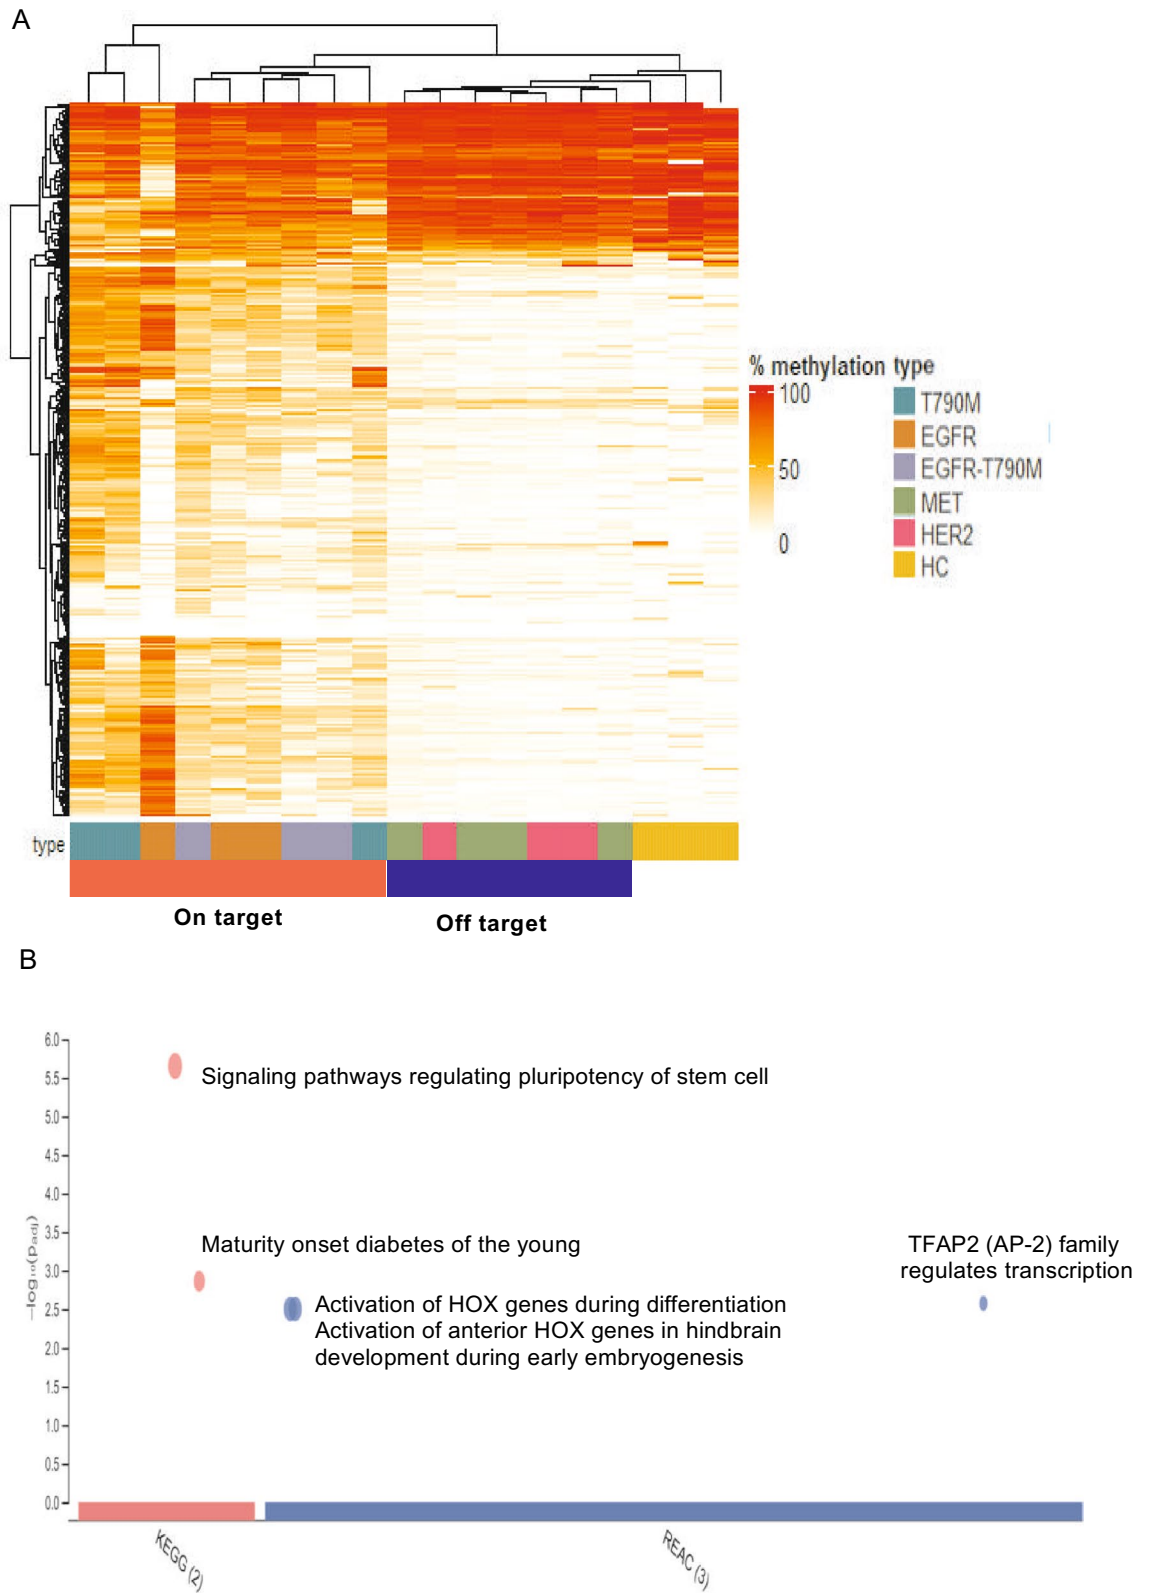 A
% methylation
100
50
0
type
T790M
EGFR
EGFR-T790M
MET
HER2
HC
type
On target
Off target
B
6.0
5.5
5.0
4.5
4.0
3.5
3.0
2.5
2.0
1.5
1.0
0.5
0.0
−log₁₀(padj)
Signaling pathways regulating pluripotency of stem cell
Maturity onset diabetes of the young
Activation of HOX genes during differentiation
Activation of anterior HOX genes in hindbrain
development during early embryogenesis
TFAP2 (AP-2) family
regulates transcription
KEGG (2)
REAC (3)